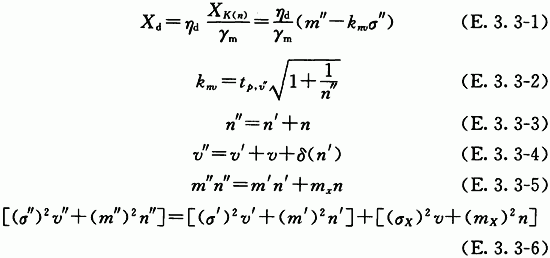 X_d = η_d X_{K(n)}/γ_m = η_d/γ_m (m″ − k_{nv}σ″) (E. 3. 3-1)
k_{nv} = t_{p,v″} √(1 + 1/n″) (E. 3. 3-2)
n″ = n′ + n (E. 3. 3-3)
v″ = v′ + v + δ(n′) (E. 3. 3-4)
m″n″ = m′n′ + m_x n (E. 3. 3-5)
[(σ″)²v″ + (m″)²n″] = [(σ′)²v′ + (m′)²n′] + [(σ_X)²v + (m_X)²n]
(E. 3. 3-6)